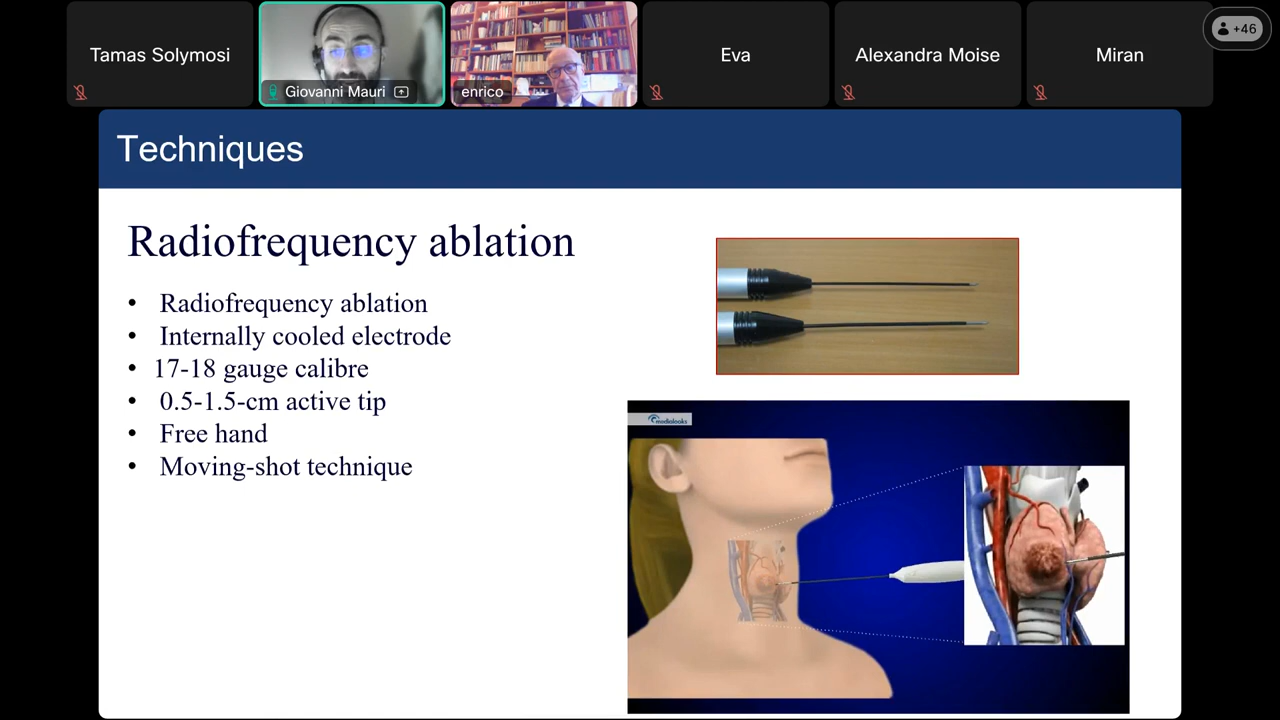 Tamas Solymosi
Giovanni Mauri
enrico
Eva
Alexandra Moise
Miran
+46
Techniques
Radiofrequency ablation
• Radiofrequency ablation
• Internally cooled electrode
• 17-18 gauge calibre
• 0.5-1.5-cm active tip
• Free hand
• Moving-shot technique
medialooks